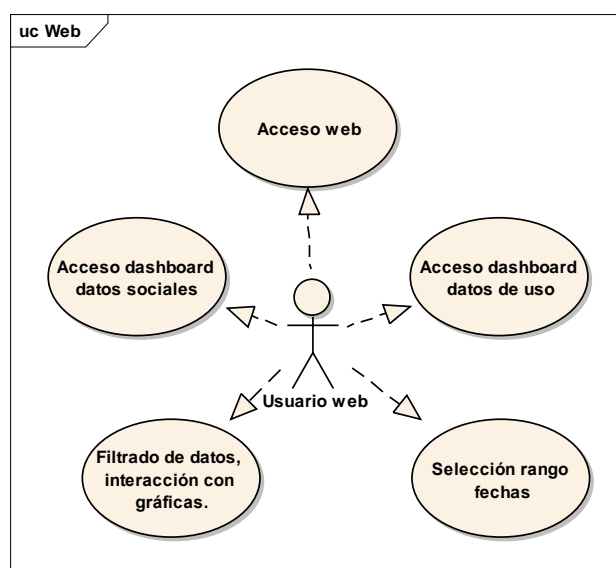 uc Web
Acceso web
Acceso dashboard
datos sociales
Acceso dashboard
datos de uso
Usuario web
Filtrado de datos,
interacción con
gráficas.
Selección rango
fechas